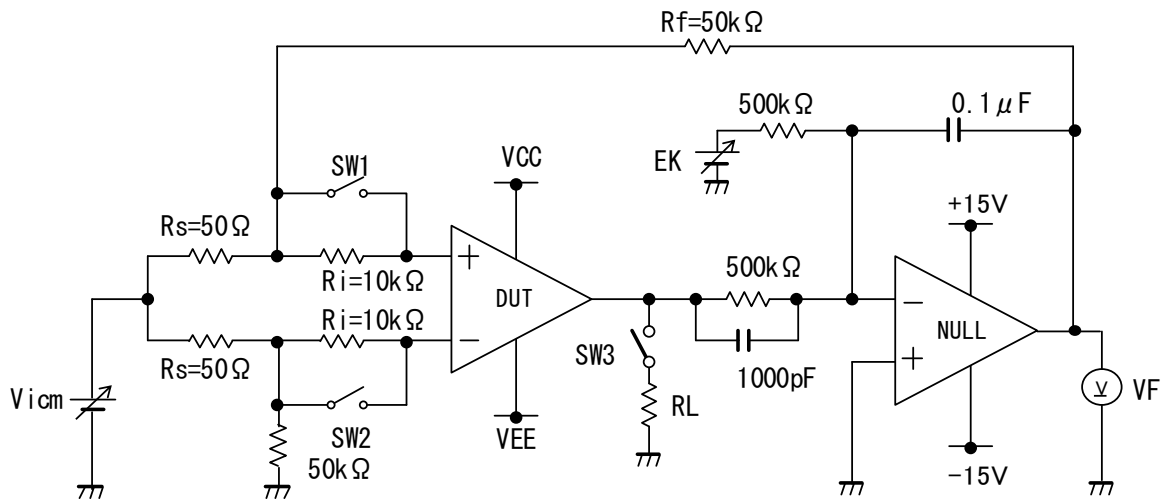 Rf=50kΩ
500kΩ
0.1μF
EK
VCC
SW1
Rs=50Ω
+15V
Ri=10kΩ
DUT
500kΩ
Ri=10kΩ
NULL
Rs=50Ω
SW3
1000pF
V
VF
Vicm
SW2
VEE
RL
50kΩ
-15V